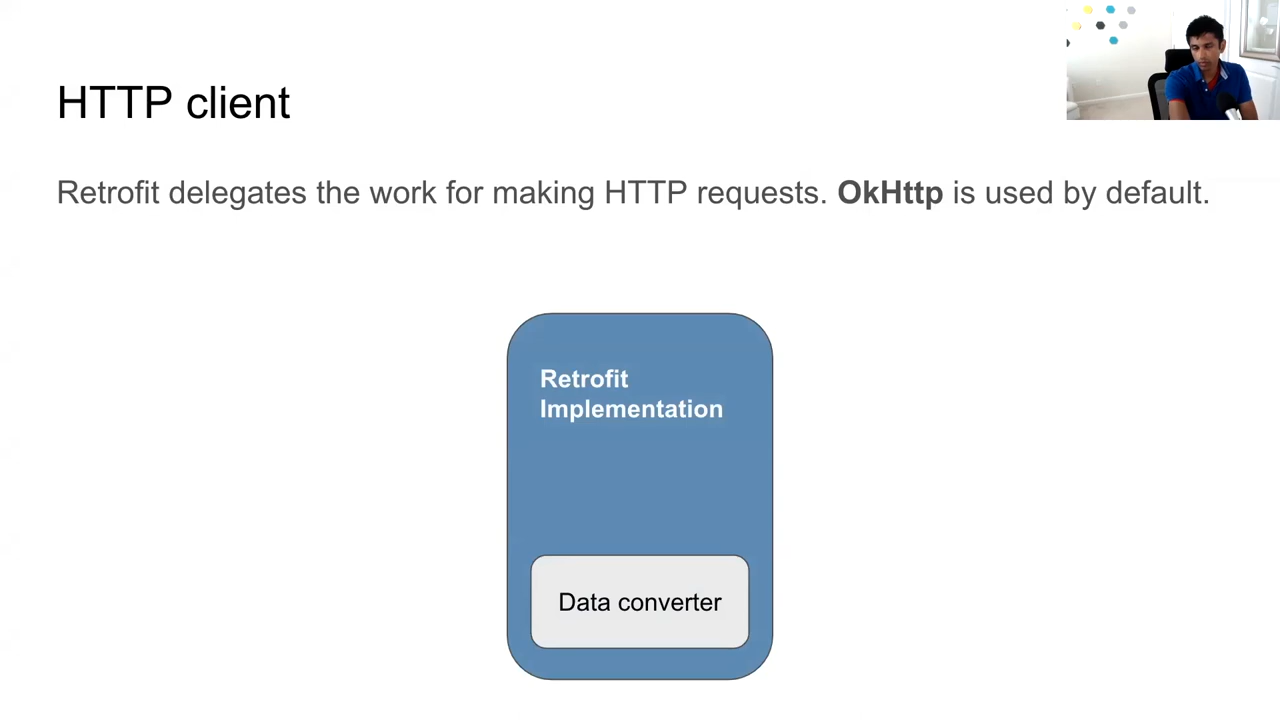 HTTP client
Retrofit delegates the work for making HTTP requests. OkHttp is used by default.
Retrofit
Implementation
Data converter